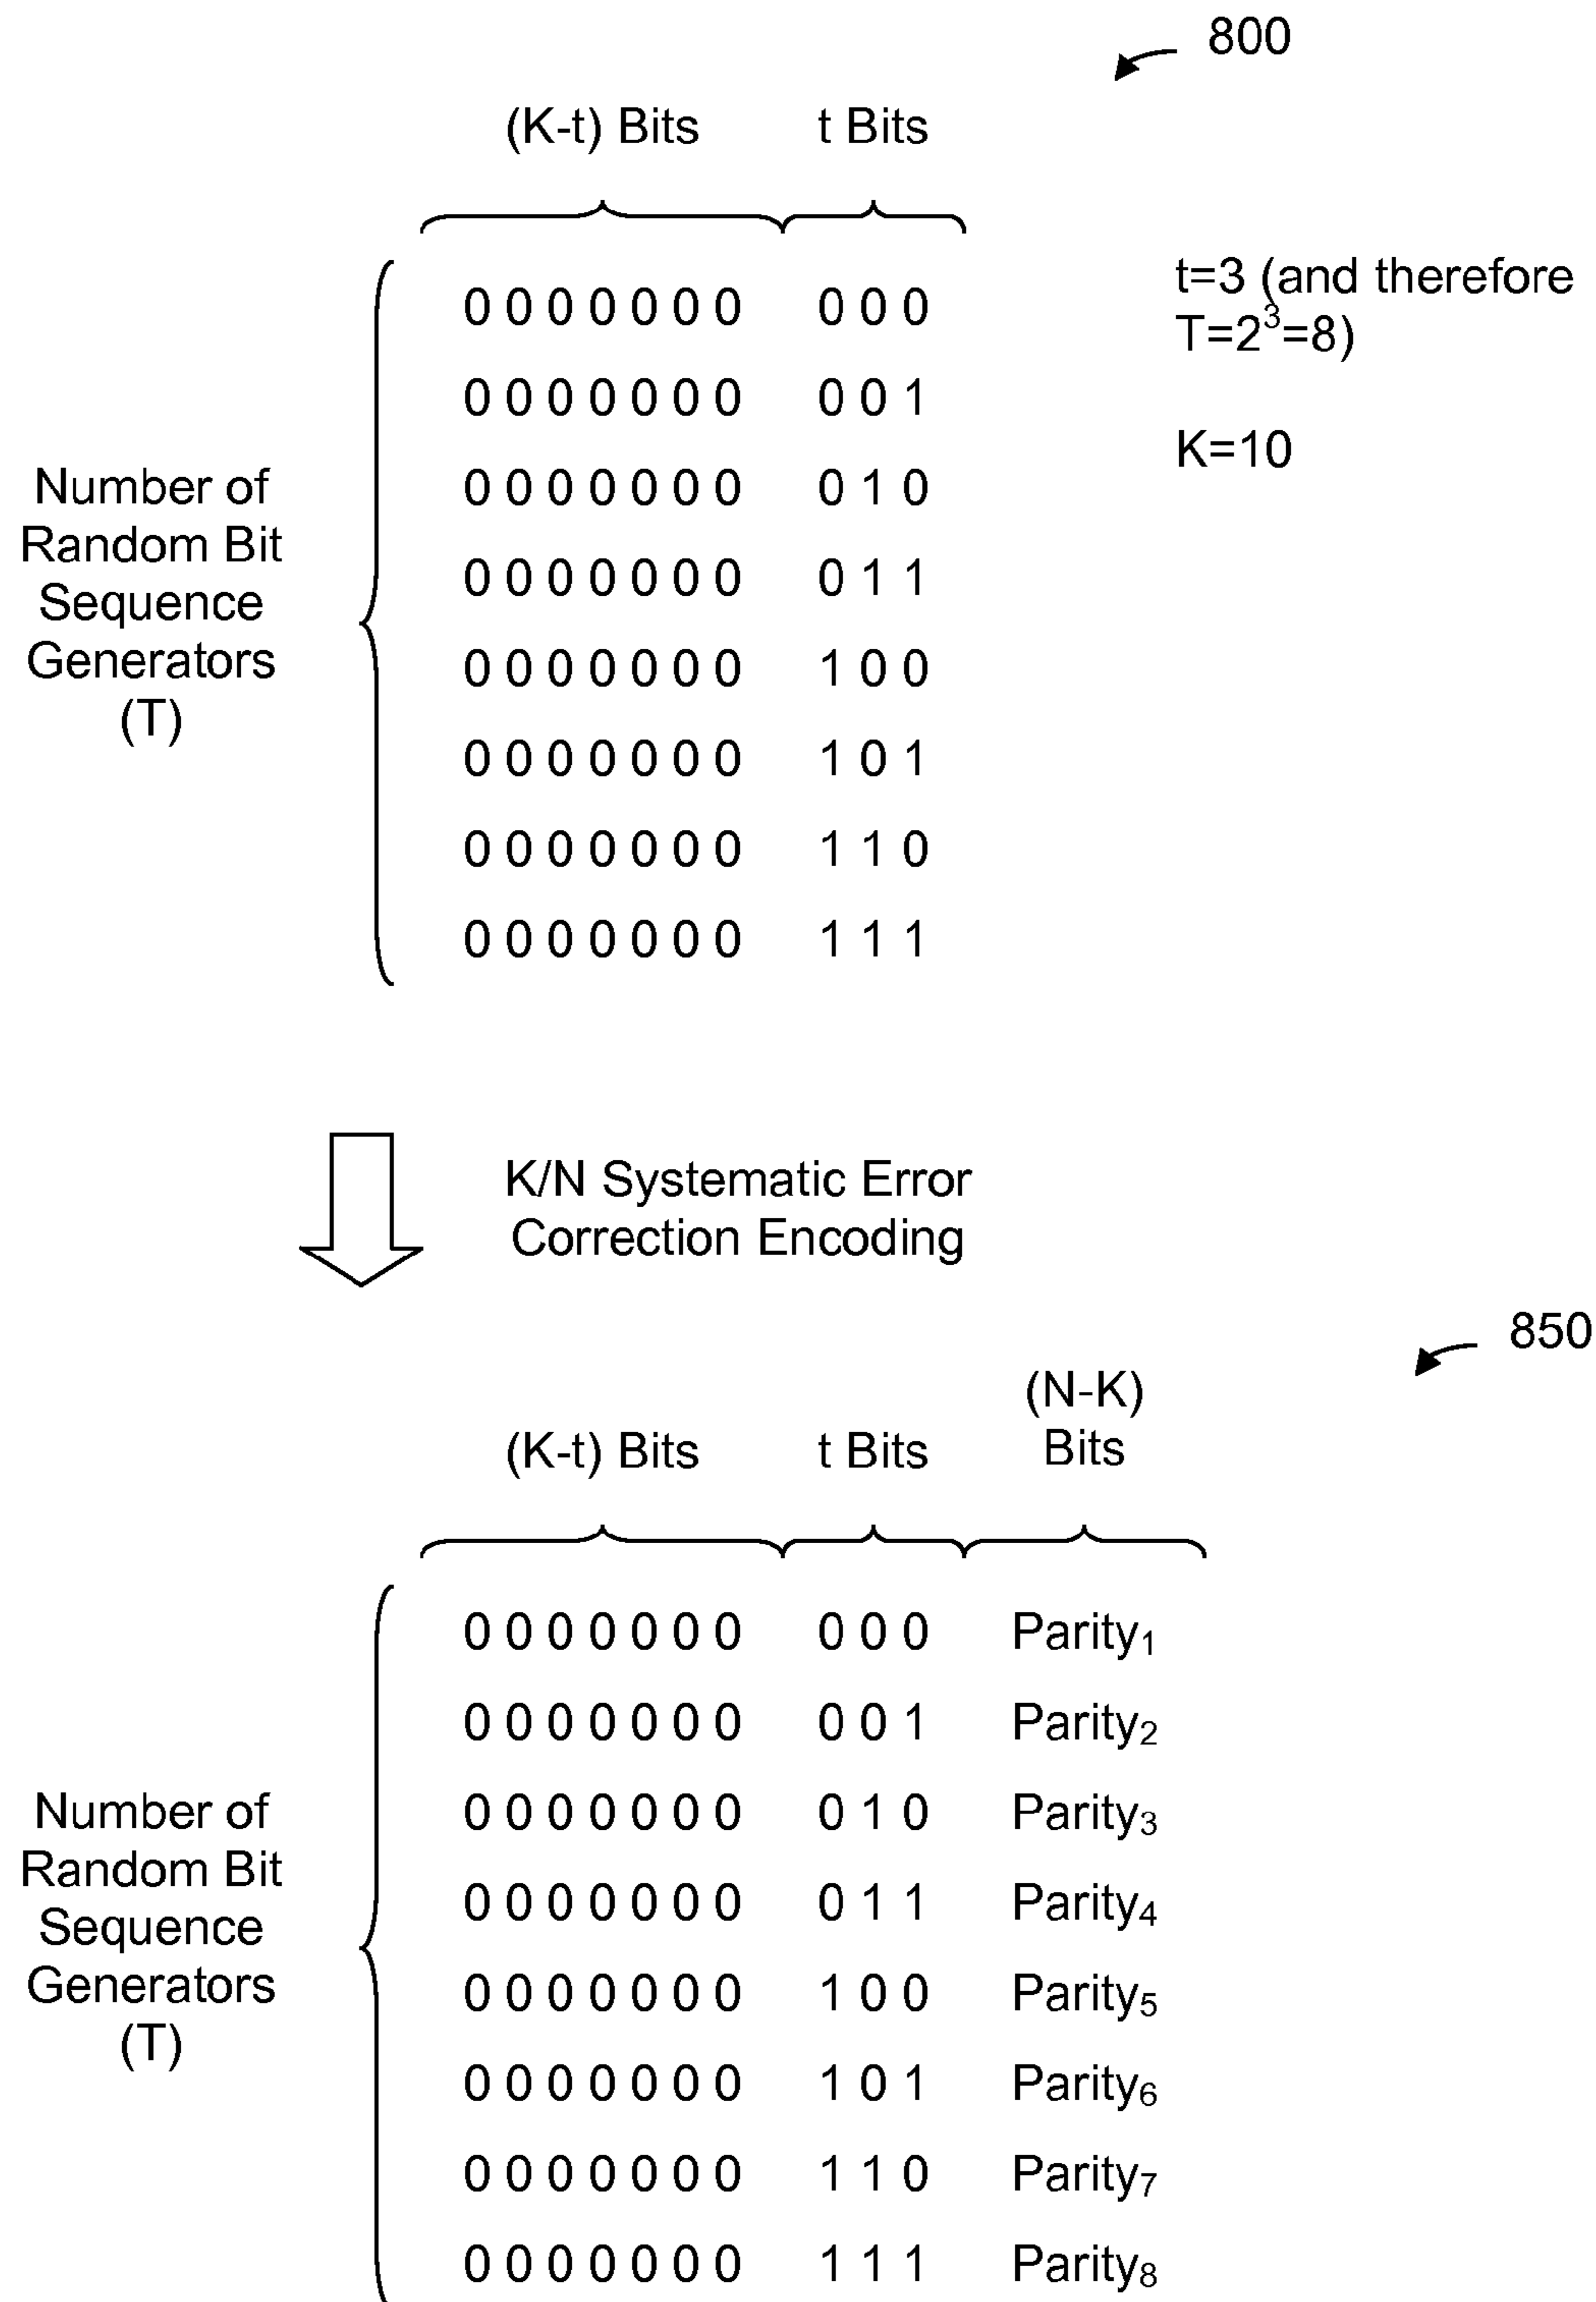 800
(K-t) Bits t Bits
t=3 (and therefore
T=2³=8)
K=10
Number of
Random Bit
Sequence
Generators
(T)
0 0 0 0 0 0 0 0 0 0
0 0 0 0 0 0 0 0 0 1
0 0 0 0 0 0 0 0 1 0
0 0 0 0 0 0 0 0 1 1
0 0 0 0 0 0 0 1 0 0
0 0 0 0 0 0 0 1 0 1
0 0 0 0 0 0 0 1 1 0
0 0 0 0 0 0 0 1 1 1
K/N Systematic Error
Correction Encoding
850
(K-t) Bits t Bits (N-K)
Bits
Number of
Random Bit
Sequence
Generators
(T)
0 0 0 0 0 0 0 0 0 0 Parity₁
0 0 0 0 0 0 0 0 0 1 Parity₂
0 0 0 0 0 0 0 0 1 0 Parity₃
0 0 0 0 0 0 0 0 1 1 Parity₄
0 0 0 0 0 0 0 1 0 0 Parity₅
0 0 0 0 0 0 0 1 0 1 Parity₆
0 0 0 0 0 0 0 1 1 0 Parity₇
0 0 0 0 0 0 0 1 1 1 Parity₈